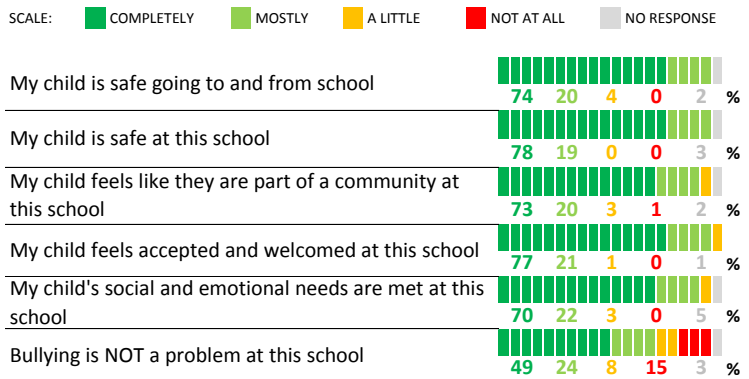 SCALE: COMPLETELY MOSTLY A LITTLE NOT AT ALL NO RESPONSE
My child is safe going to and from school
74 20 4 0 2 %
My child is safe at this school
78 19 0 0 3 %
My child feels like they are part of a community at
this school
73 20 3 1 2 %
My child feels accepted and welcomed at this school
77 21 1 0 1 %
My child's social and emotional needs are met at this
school
70 22 3 0 5 %
Bullying is NOT a problem at this school
49 24 8 15 3 %